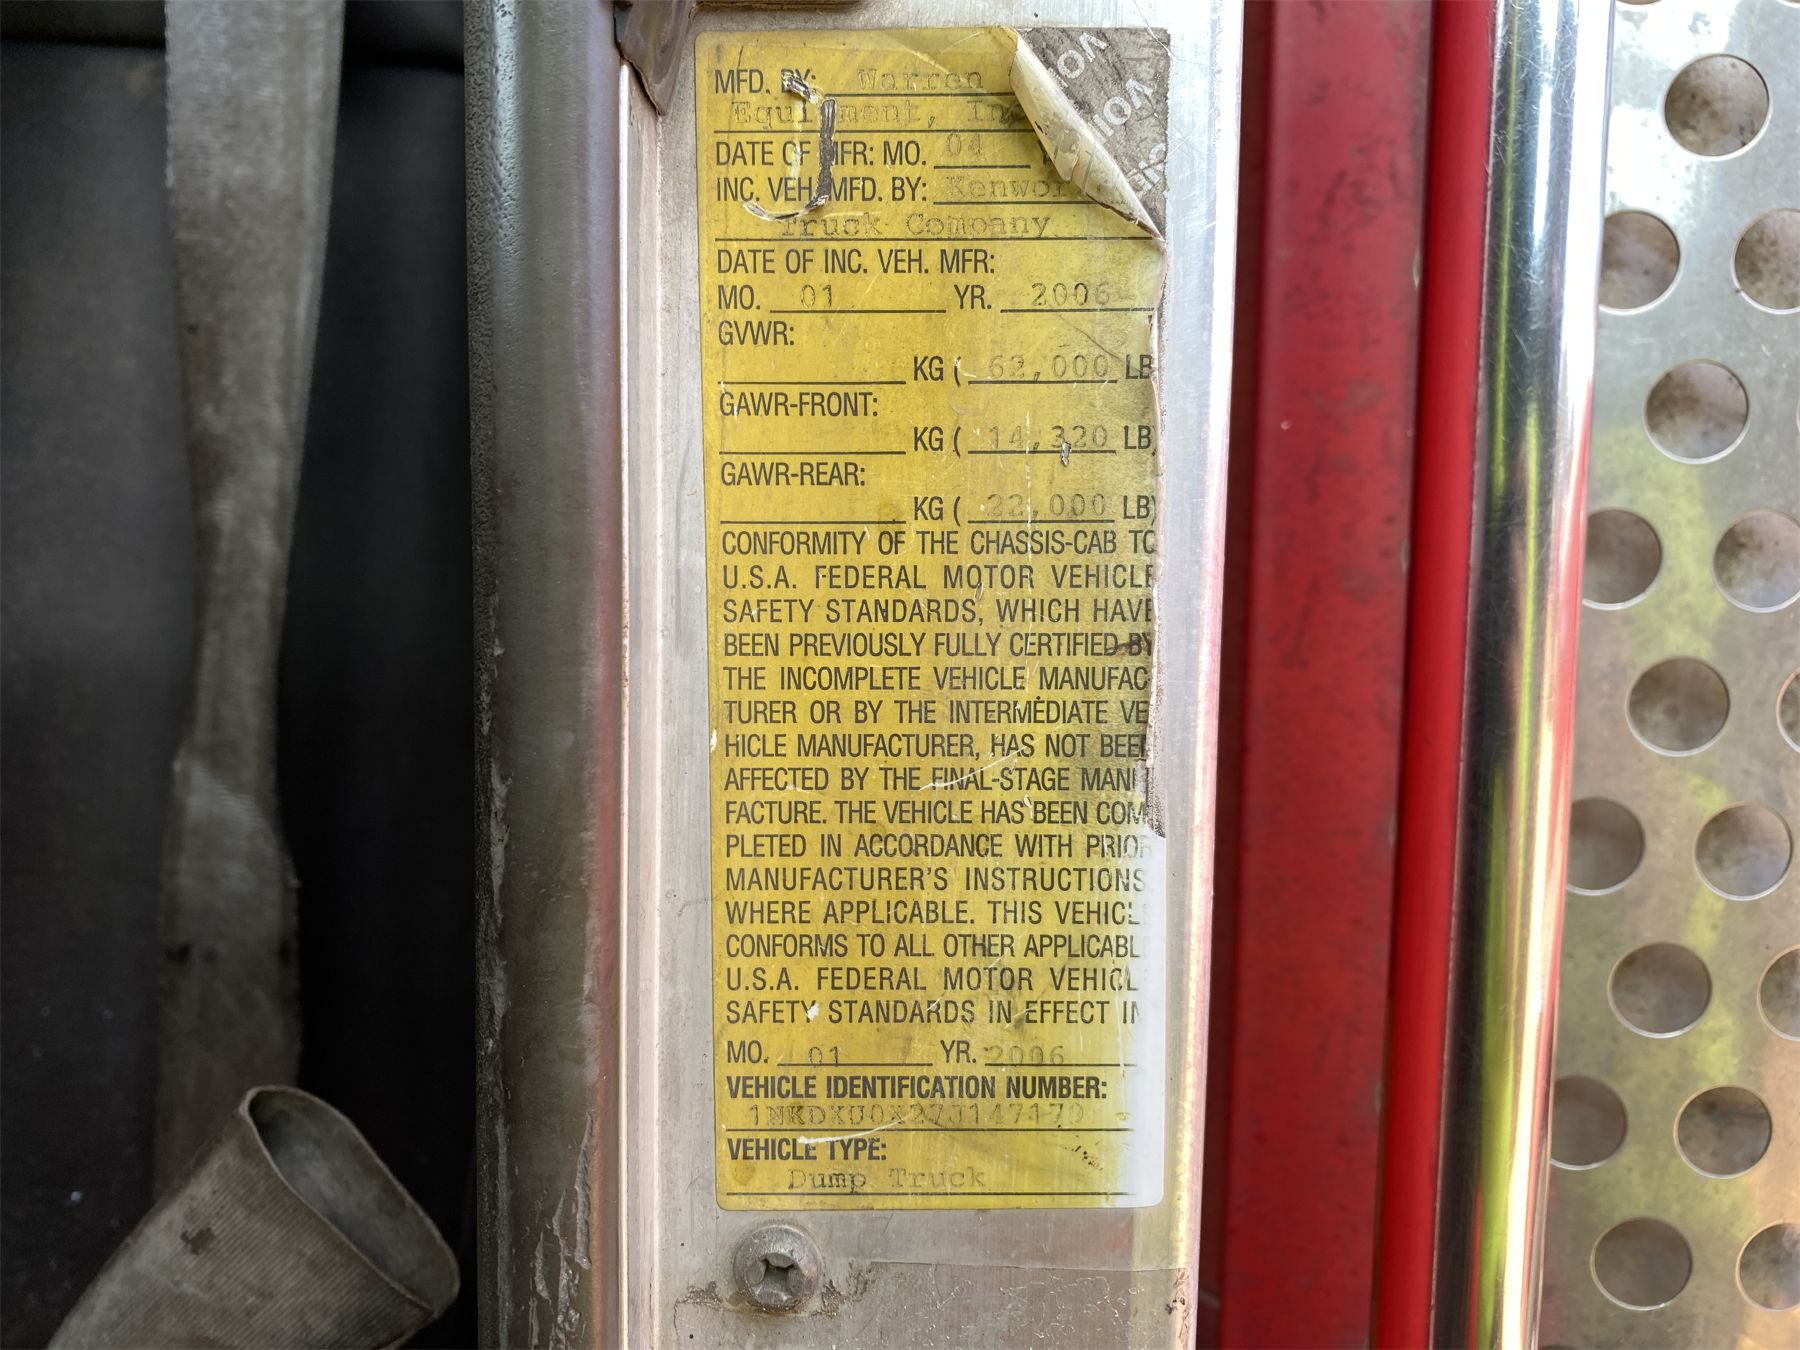 MFD. BY: Warren
Equipment, In
DATE OF MFR: MO. 04
INC. VEH. MFD. BY: Kenwor
Truck Company
DATE OF INC. VEH. MFR:
MO. 01 YR. 2006
GVWR:
KG ( 62,000 LB
GAWR-FRONT:
KG ( 14,320 LB)
GAWR-REAR:
KG ( 22,000 LB)
CONFORMITY OF THE CHASSIS-CAB TO
U.S.A. FEDERAL MOTOR VEHICLE
SAFETY STANDARDS, WHICH HAVE
BEEN PREVIOUSLY FULLY CERTIFIED BY
THE INCOMPLETE VEHICLE MANUFAC
TURER OR BY THE INTERMEDIATE VE
HICLE MANUFACTURER, HAS NOT BEEN
AFFECTED BY THE FINAL-STAGE MANU
FACTURE. THE VEHICLE HAS BEEN COM
PLETED IN ACCORDANCE WITH PRIOR
MANUFACTURER'S INSTRUCTIONS
WHERE APPLICABLE. THIS VEHICL
CONFORMS TO ALL OTHER APPLICABL
U.S.A. FEDERAL MOTOR VEHICL
SAFETY STANDARDS IN EFFECT IN
MO. 01 YR. 2006
VEHICLE IDENTIFICATION NUMBER:
1NKDXU0X27J147179
VEHICLE TYPE:
Dump Truck